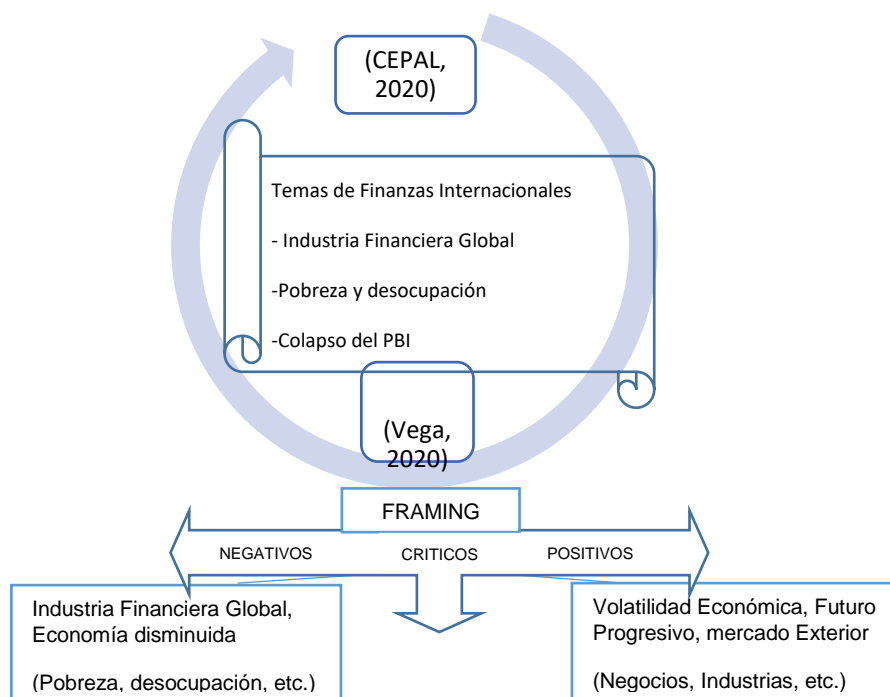 (CEPAL,
2020)
Temas de Finanzas Internacionales
- Industria Financiera Global
-Pobreza y desocupación
-Colapso del PBI
(Vega,
2020)
FRAMING
NEGATIVOS CRITICOS POSITIVOS
Industria Financiera Global,
Economía disminuida
(Pobreza, desocupación, etc.)
Volatilidad Económica, Futuro
Progresivo, mercado Exterior
(Negocios, Industrias, etc.)